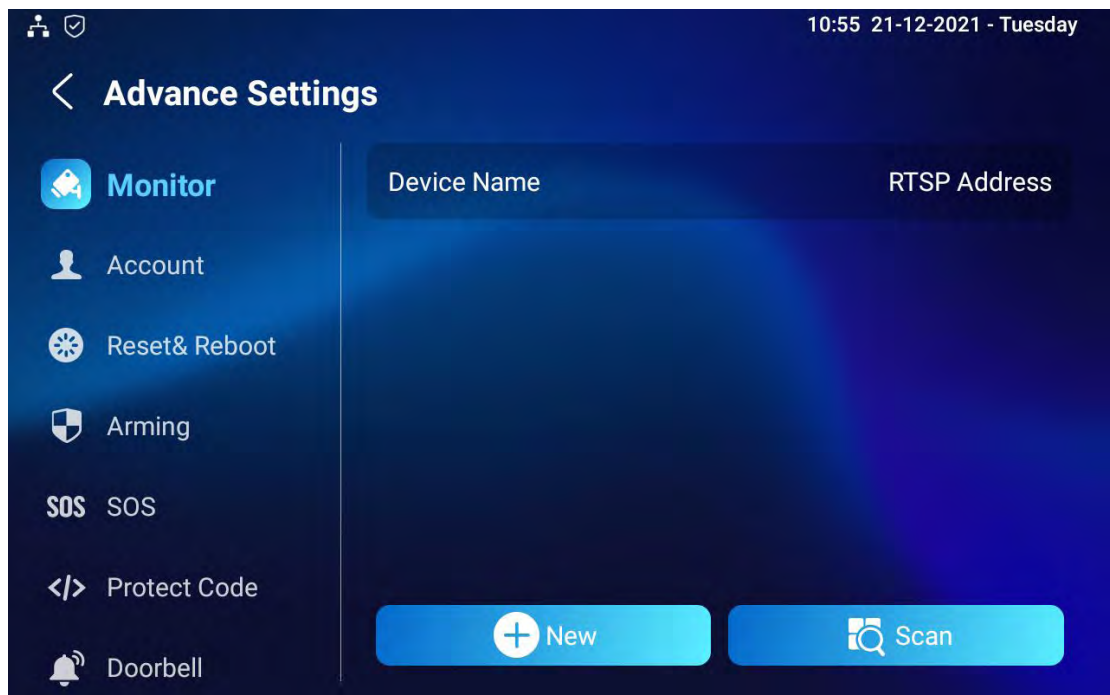 10:55 21-12-2021 - Tuesday
Advance Settings
Monitor
Device Name RTSP Address
Account
Reset& Reboot
Arming
SOS SOS
</> Protect Code
Doorbell
New
Scan